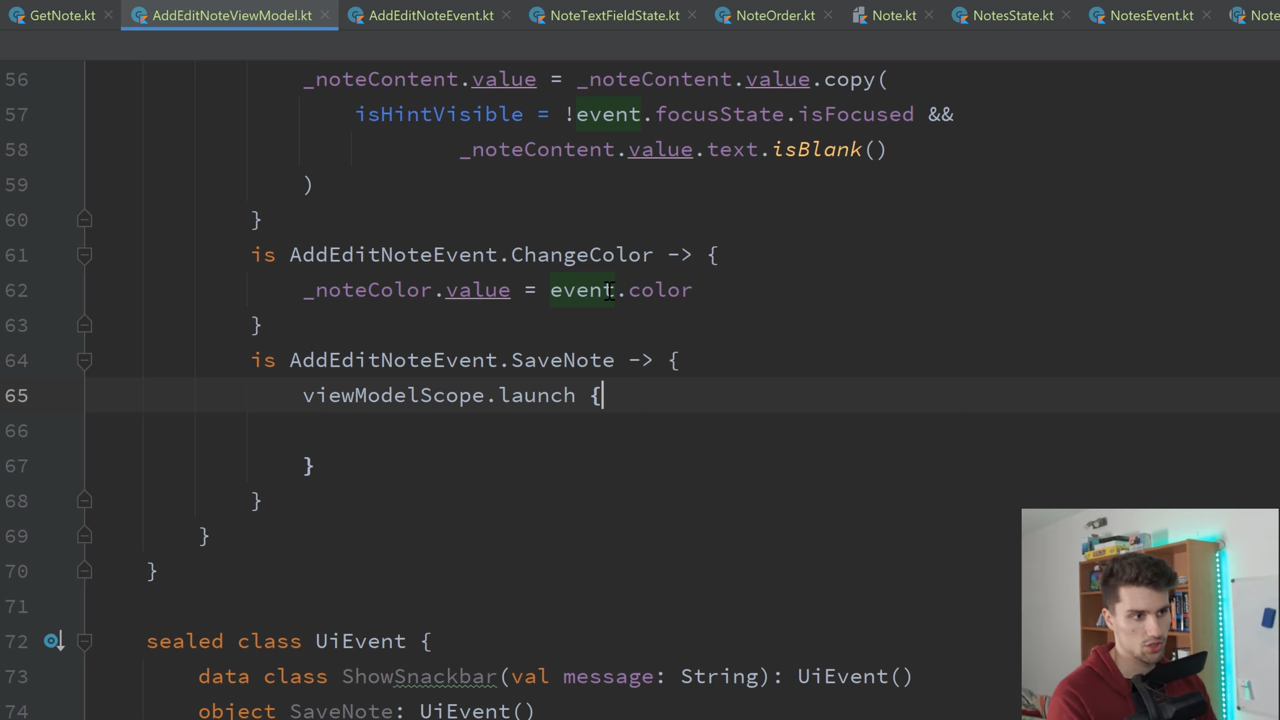 GetNote.kt AddEditNoteViewModel.kt AddEditNoteEvent.kt NoteTextFieldState.kt NoteOrder.kt Note.kt NotesState.kt NotesEvent.kt Note
56 _noteContent.value = _noteContent.value.copy(
57 isHintVisible = !event.focusState.isFocused &&
58 _noteContent.value.text.isBlank()
59 )
60 }
61 is AddEditNoteEvent.ChangeColor -> {
62 _noteColor.value = event.color
63 }
64 is AddEditNoteEvent.SaveNote -> {
65 viewModelScope.launch {
66
67 }
68 }
69 }
70 }
71
72 sealed class UiEvent {
73 data class ShowSnackbar(val message: String): UiEvent()
74 object SaveNote: UiEvent()